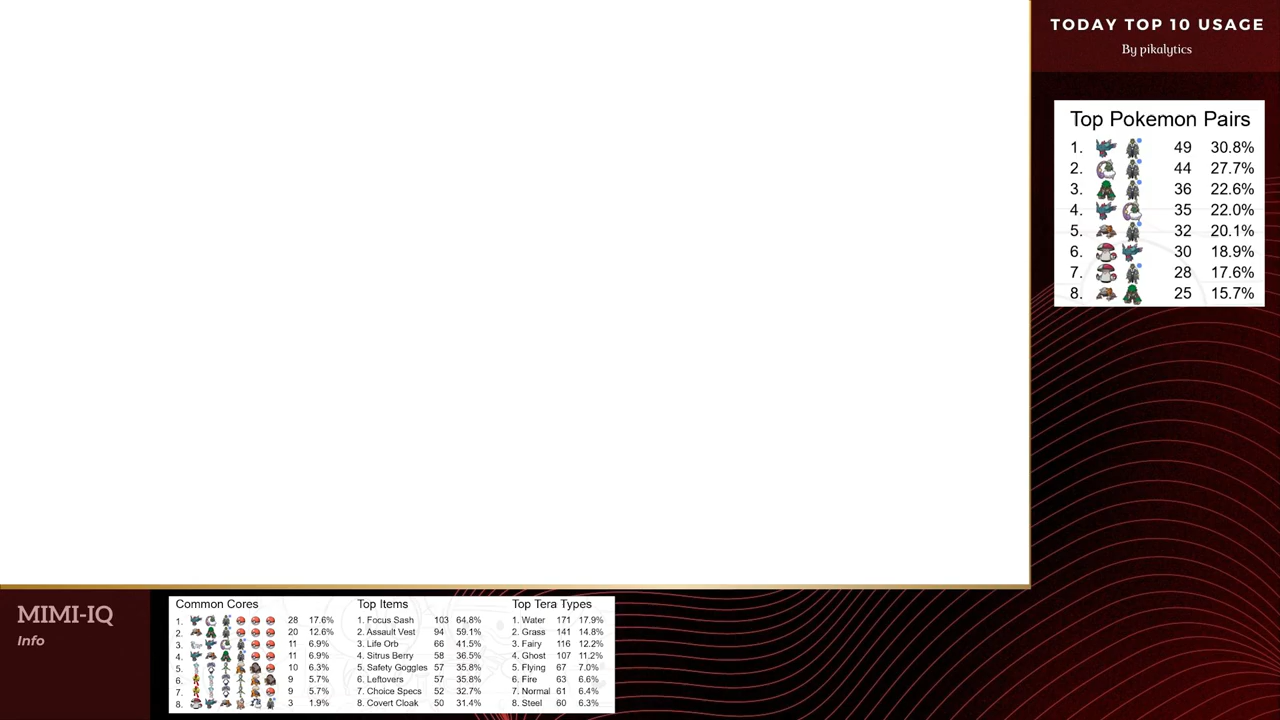 TODAY TOP 10 USAGE
By pikalytics
Top Pokemon Pairs
1. 49 30.8%
2. 44 27.7%
3. 36 22.6%
4. 35 22.0%
5. 32 20.1%
6. 30 18.9%
7. 28 17.6%
8. 25 15.7%
MIMI-IQ
Info
Common Cores
1. 28 17.6%
2. 20 12.6%
3. 11 6.9%
4. 11 6.9%
5. 10 6.3%
6. 9 5.7%
7. 9 5.7%
8. 3 1.9%
Top Items
1. Focus Sash 103 64.8%
2. Assault Vest 94 59.1%
3. Life Orb 66 41.5%
4. Sitrus Berry 58 36.5%
5. Safety Goggles 57 35.8%
6. Leftovers 57 35.8%
7. Choice Specs 52 32.7%
8. Covert Cloak 50 31.4%
Top Tera Types
1. Water 171 17.9%
2. Grass 141 14.8%
3. Fairy 116 12.2%
4. Ghost 107 11.2%
5. Flying 67 7.0%
6. Fire 63 6.6%
7. Normal 61 6.4%
8. Steel 60 6.3%